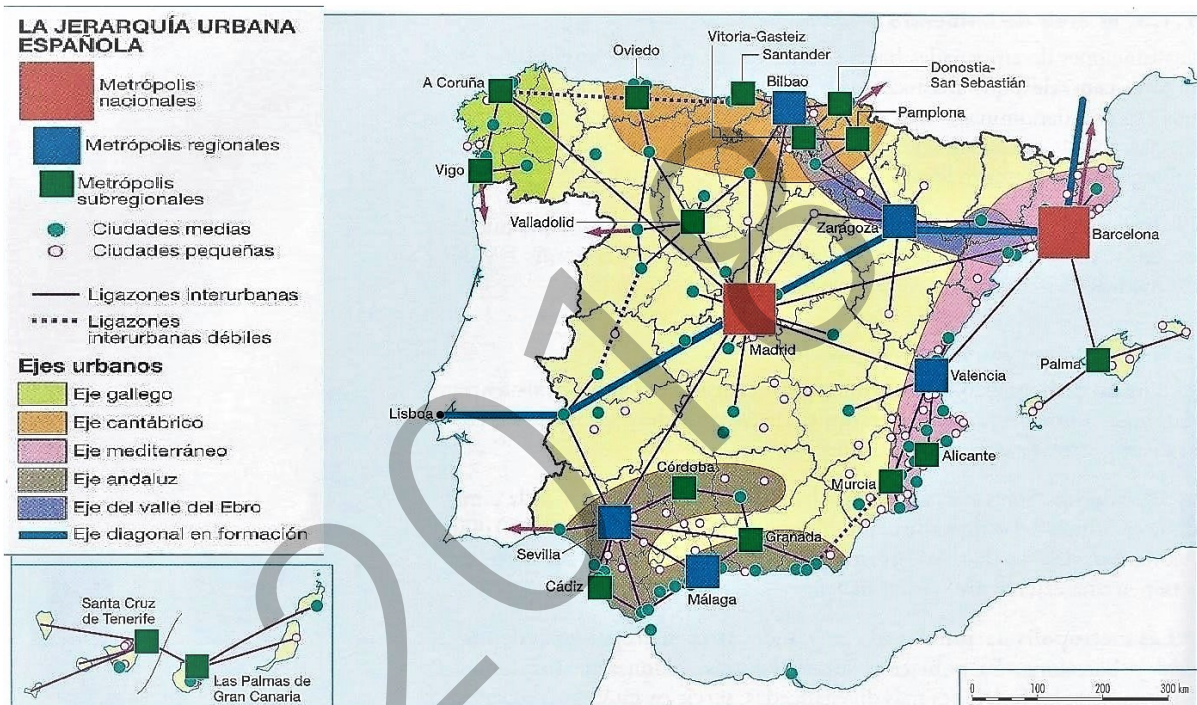 LA JERARQUÍA URBANA
ESPAÑOLA
Metrópolis
nacionales
Metrópolis regionales
Metrópolis
subregionales
Ciudades medias
Ciudades pequeñas
Ligazones interurbanas
Ligazones
interurbanas débiles
Ejes urbanos
Eje gallego
Eje cantábrico
Eje mediterráneo
Eje andaluz
Eje del valle del Ebro
Eje diagonal en formación
Vitoria-Gasteiz
Oviedo
Santander
A Coruña
Bilbao
Donostia-
San Sebastián
Pamplona
Vigo
Valladolid
Zaragoza
Barcelona
Madrid
Palma
Valencia
Lisboa
Alicante
Córdoba
Murcia
Sevilla
Granada
Cádiz
Málaga
Santa Cruz
de Tenerife
Las Palmas de
Gran Canaria
0 100 200 300 km
2018